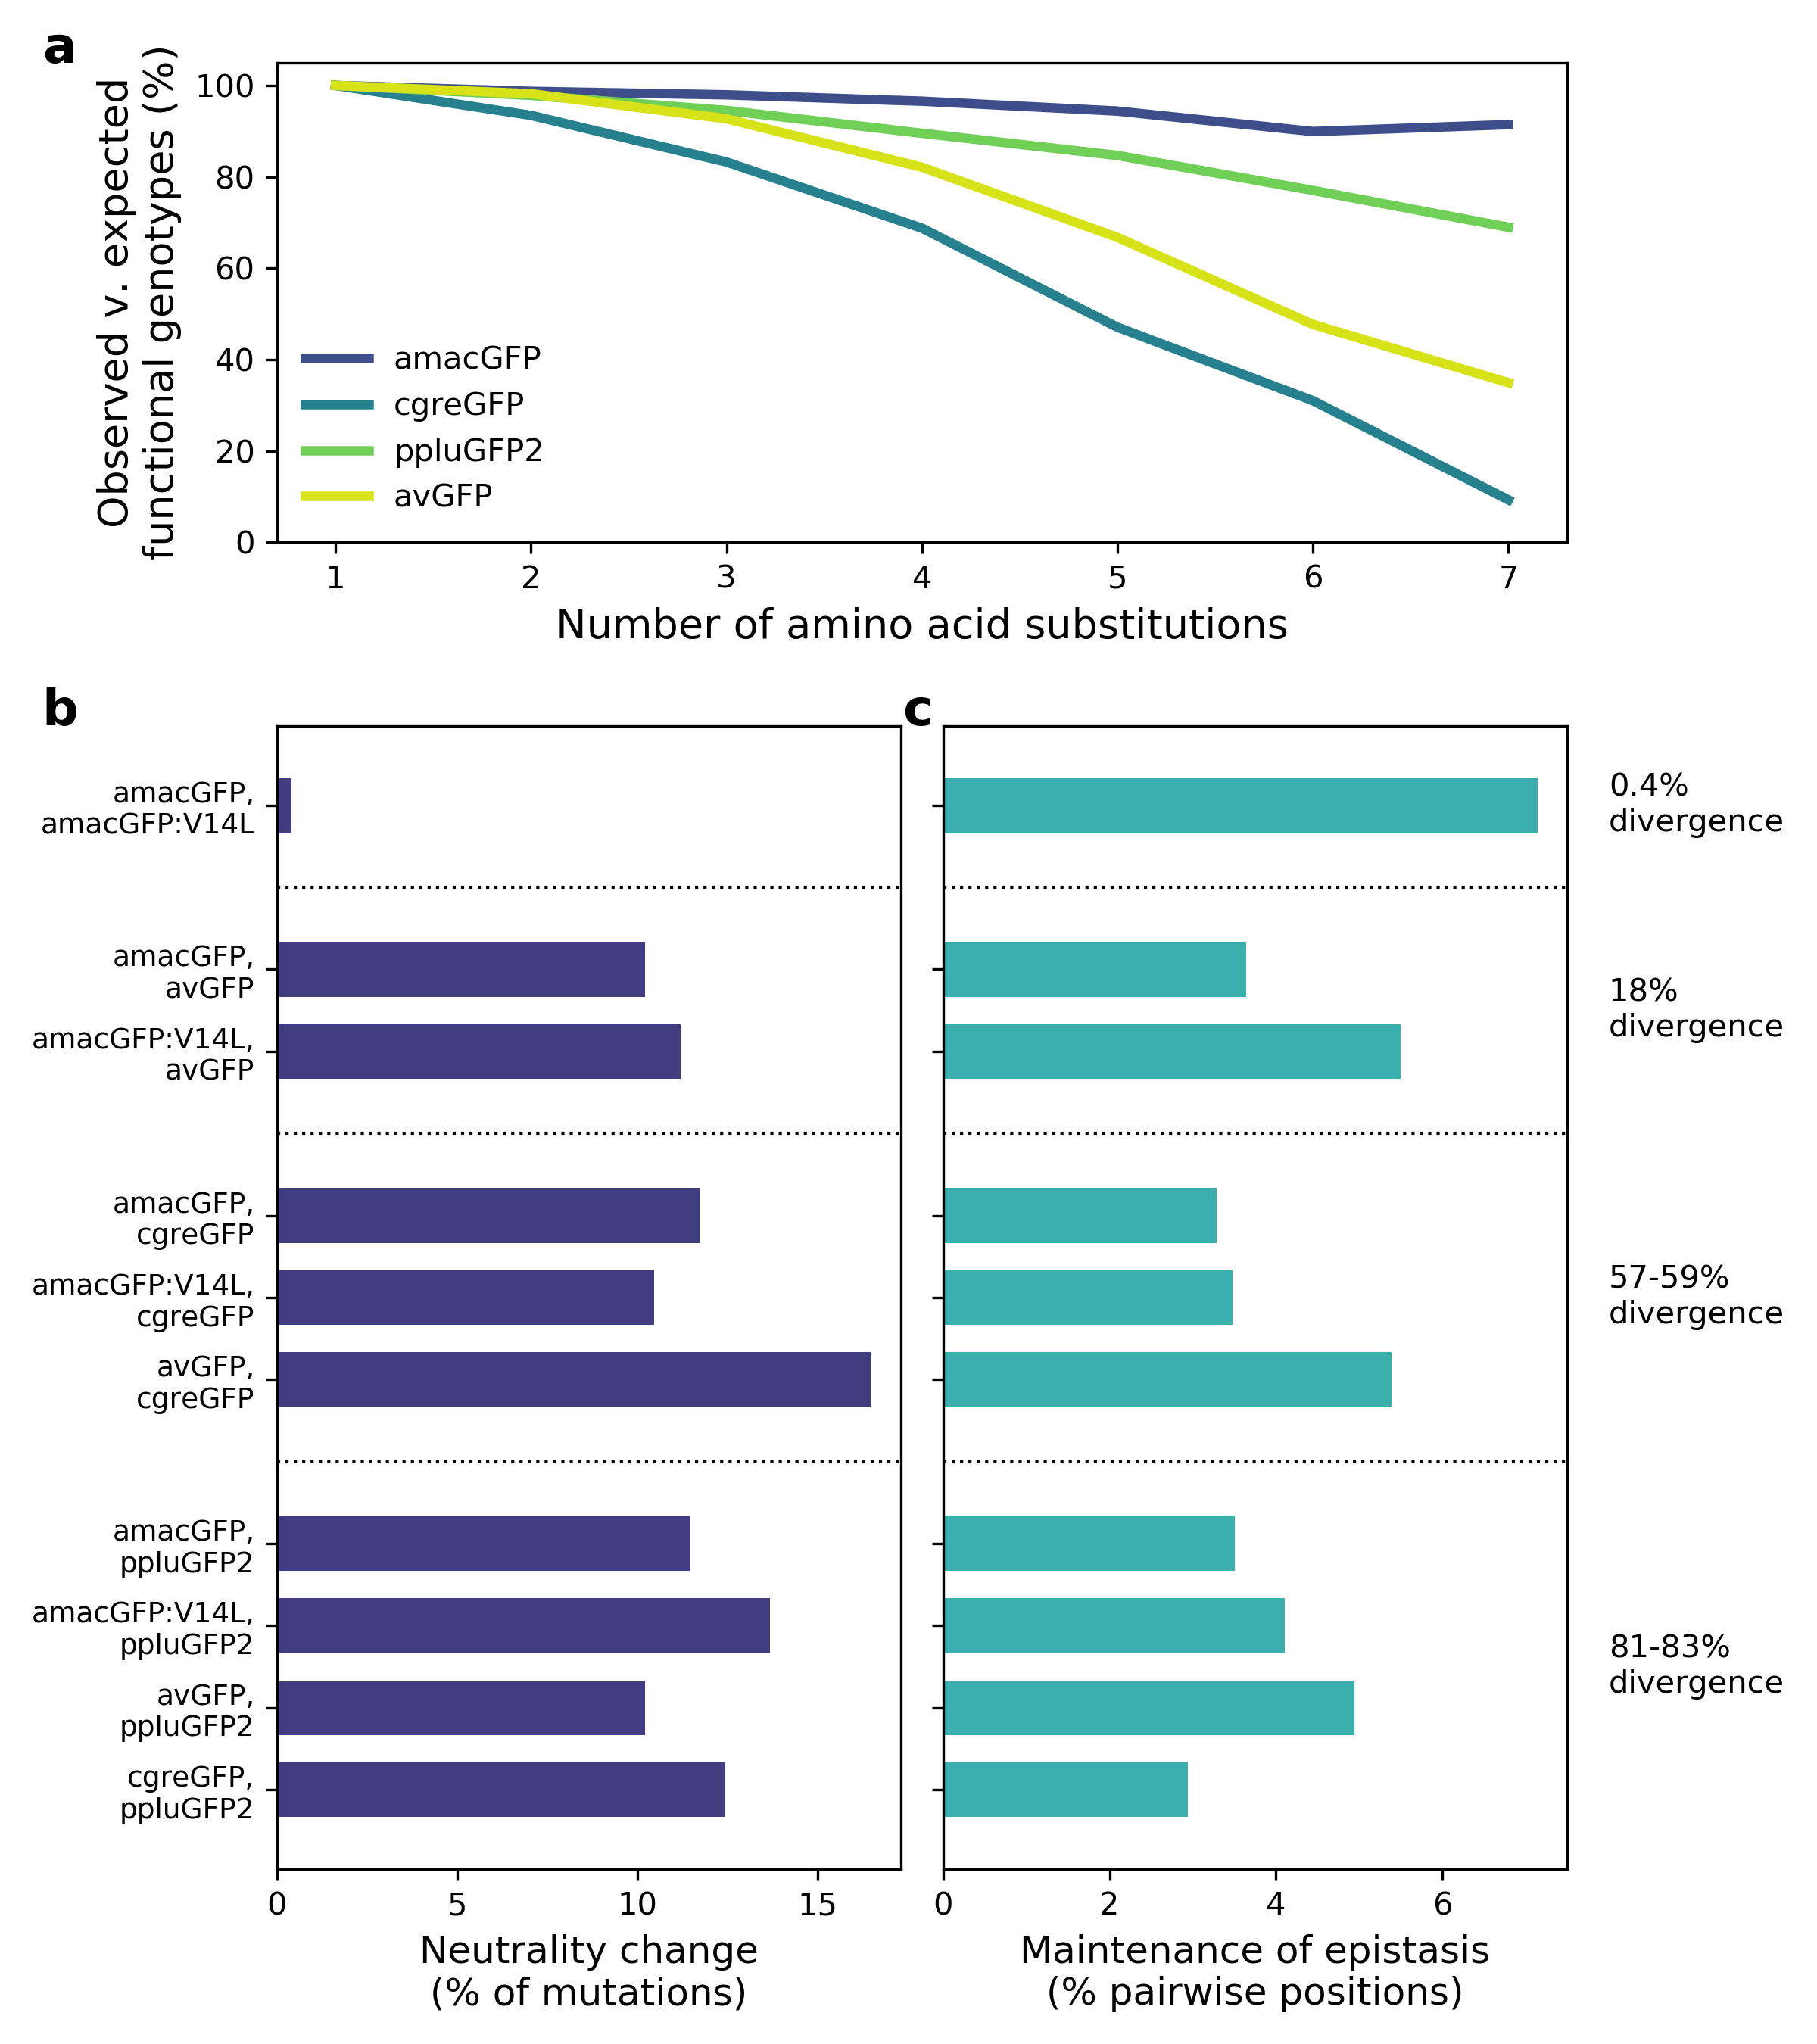 a
Observed v. expected
functional genotypes (%)
100
80
60
40
20
0
amacGFP
cgreGFP
ppluGFP2
avGFP
1 2 3 4 5 6 7
Number of amino acid substitutions
b
amacGFP,
amacGFP:V14L
amacGFP,
avGFP
amacGFP:V14L,
avGFP
amacGFP,
cgreGFP
amacGFP:V14L,
cgreGFP
avGFP,
cgreGFP
amacGFP,
ppluGFP2
amacGFP:V14L,
ppluGFP2
avGFP,
ppluGFP2
cgreGFP,
ppluGFP2
0 5 10 15
Neutrality change
(% of mutations)
c
0.4%
divergence
18%
divergence
57-59%
divergence
81-83%
divergence
0 2 4 6
Maintenance of epistasis
(% pairwise positions)